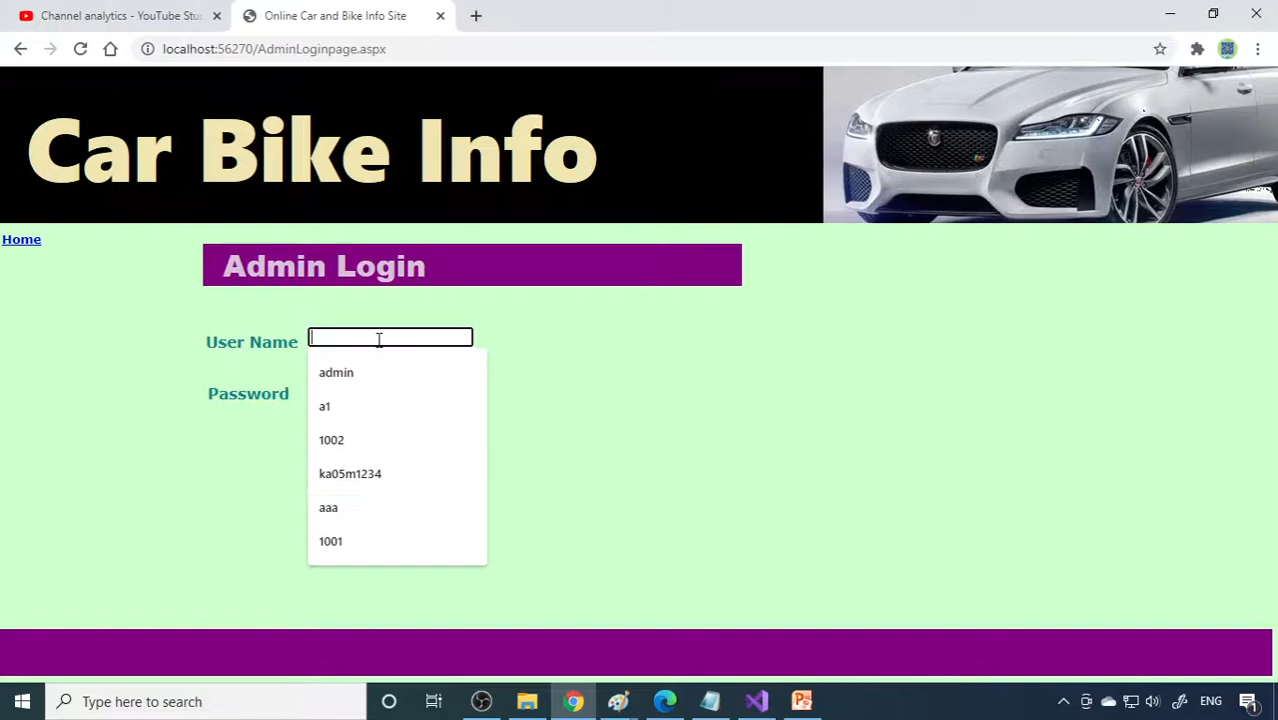 Channel analytics - YouTube Stu
Online Car and Bike Info Site
localhost:56270/AdminLoginpage.aspx
Car Bike Info
Home
Admin Login
User Name
admin
Password
a1
1002
ka05m1234
aaa
1001
Type here to search
ENG
1